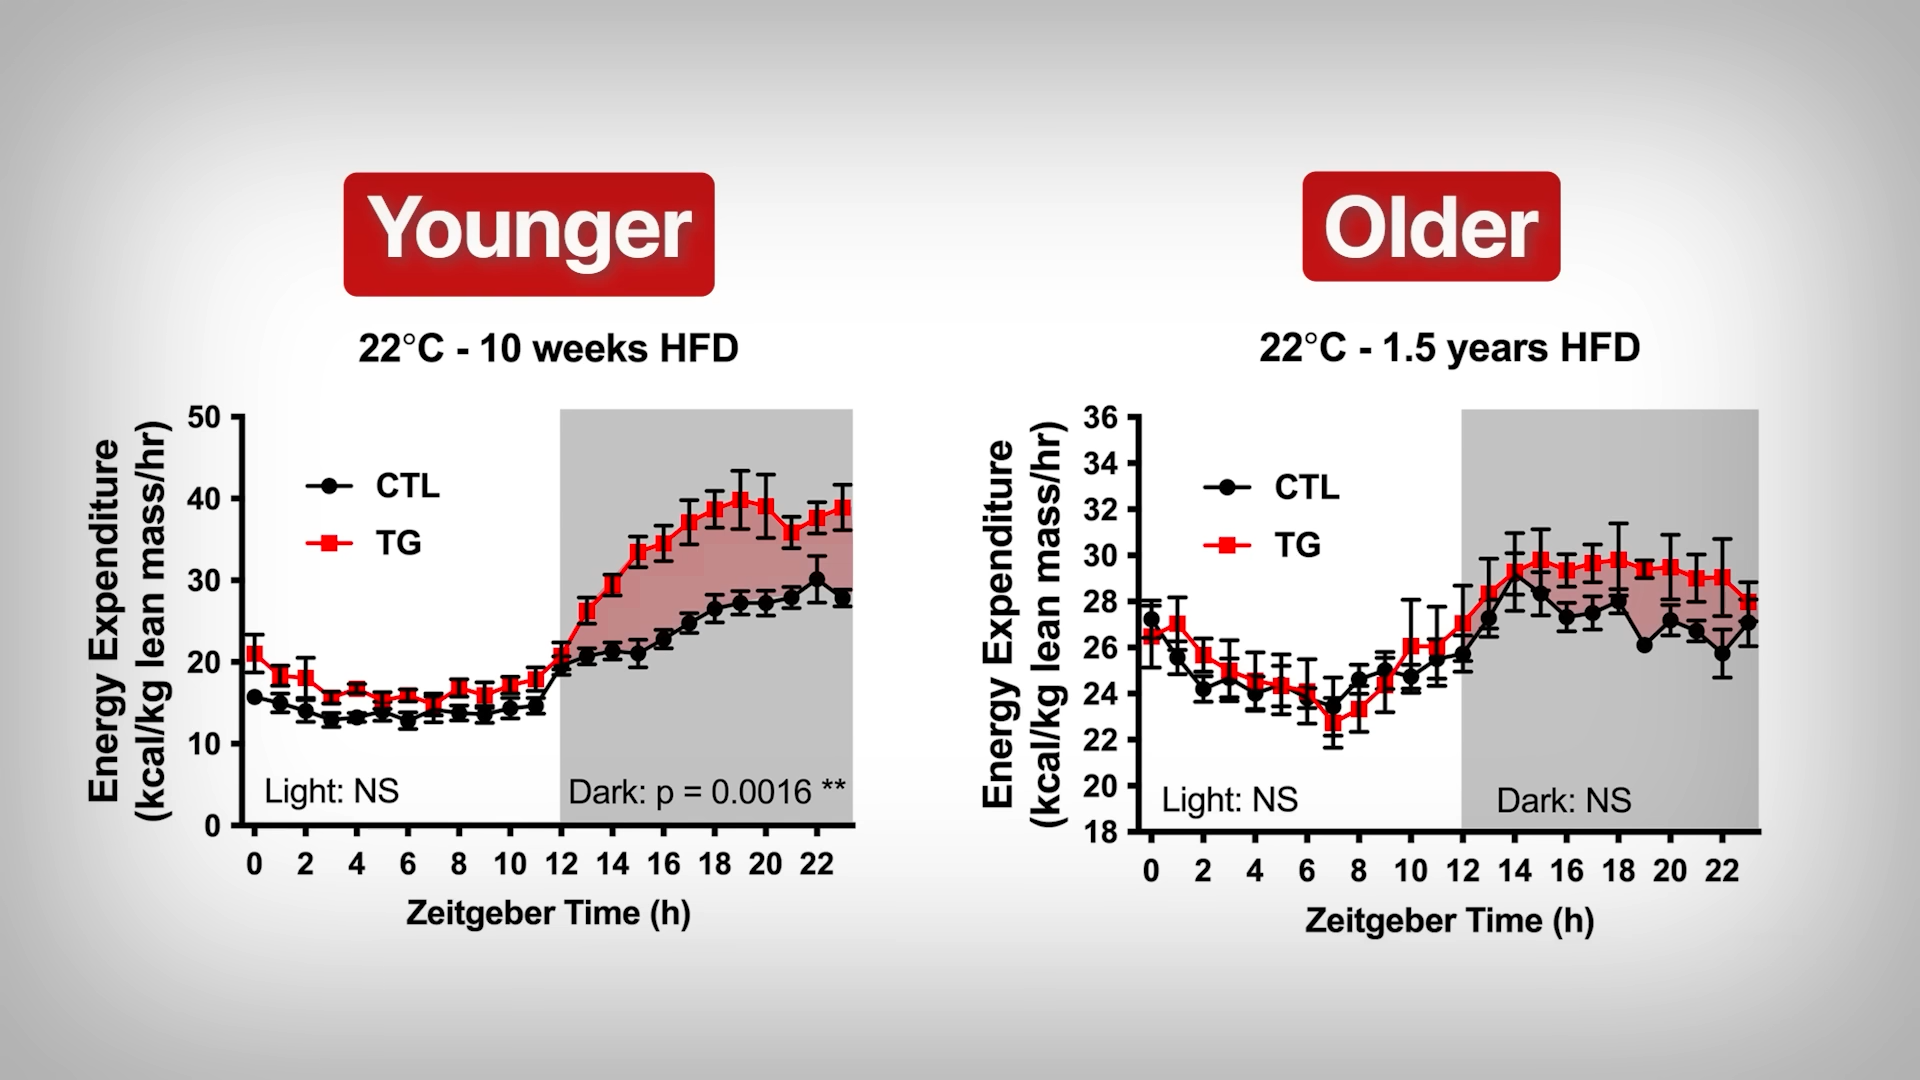 Younger
22°C - 10 weeks HFD
Energy Expenditure
(kcal/kg lean mass/hr)
50
40
30
20
10
0
CTL
TG
Light: NS
Dark: p = 0.0016 **
0 2 4 6 8 10 12 14 16 18 20 22
Zeitgeber Time (h)
Older
22°C - 1.5 years HFD
Energy Expenditure
(kcal/kg lean mass/hr)
36
34
32
30
28
26
24
22
20
18
CTL
TG
Light: NS
Dark: NS
0 2 4 6 8 10 12 14 16 18 20 22
Zeitgeber Time (h)